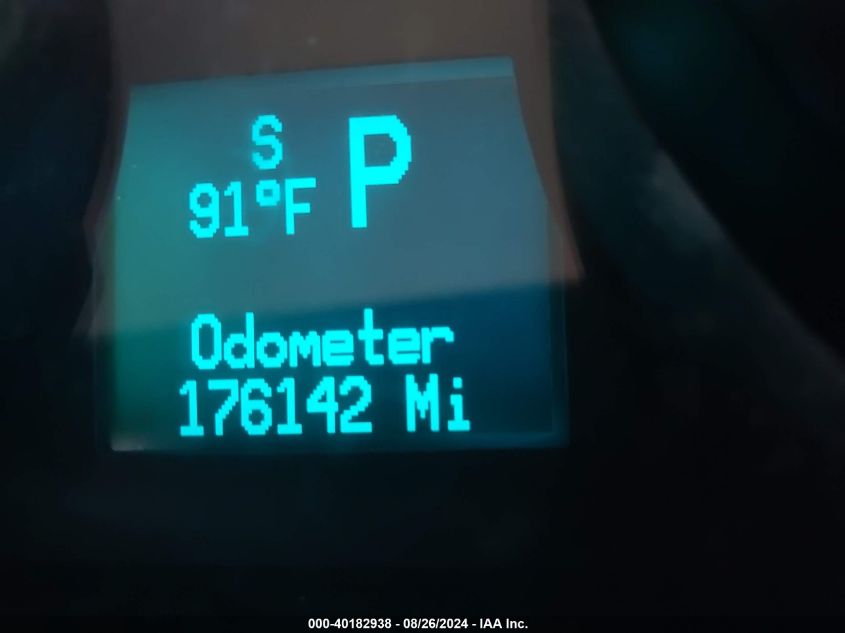 S
91°F P
Odometer
176142 Mi
000-40182938 - 08/26/2024 - IAA Inc.